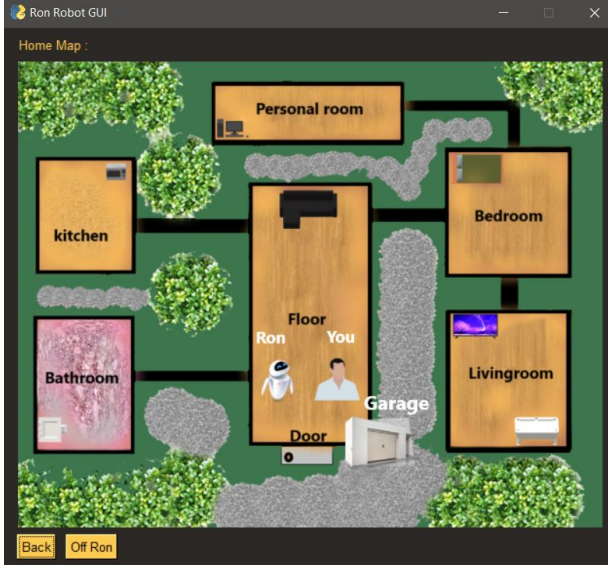 Ron Robot GUI
Home Map :
Personal room
Bedroom
kitchen
Floor
Ron
You
Livingroom
Bathroom
Garage
Door
Back
Off Ron